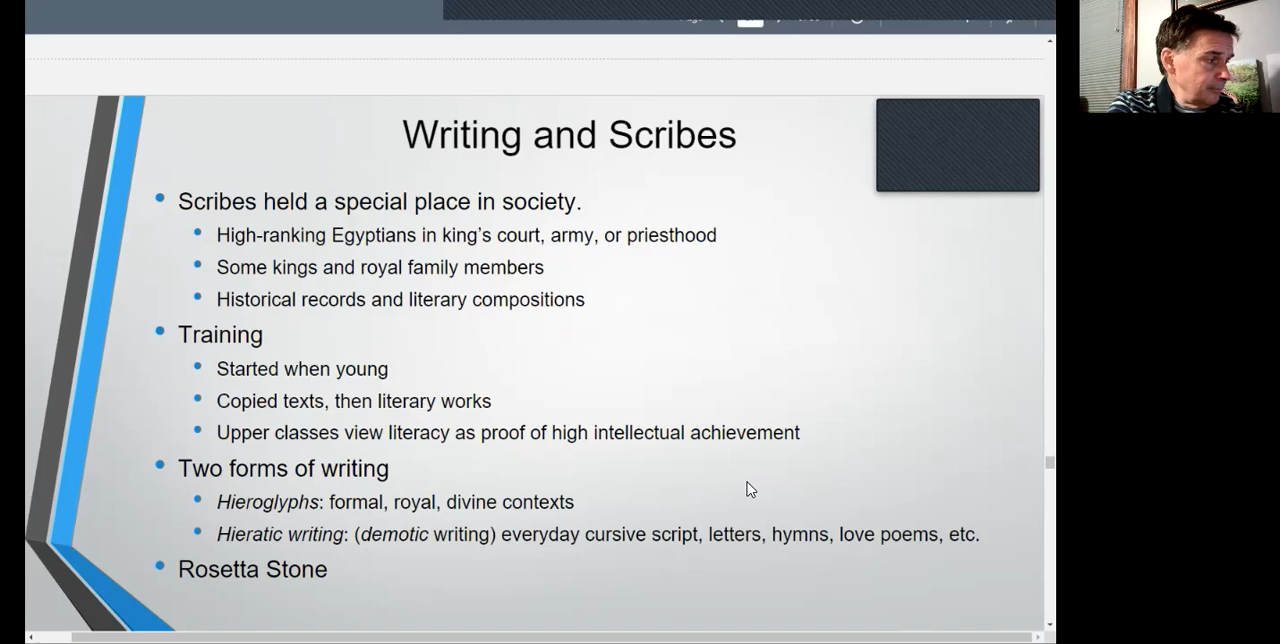 Writing and Scribes
Scribes held a special place in society.
High-ranking Egyptians in king's court, army, or priesthood
Some kings and royal family members
Historical records and literary compositions
Training
Started when young
Copied texts, then literary works
Upper classes view literacy as proof of high intellectual achievement
Two forms of writing
Hieroglyphs: formal, royal, divine contexts
Hieratic writing: (demotic writing) everyday cursive script, letters, hymns, love poems, etc.
Rosetta Stone